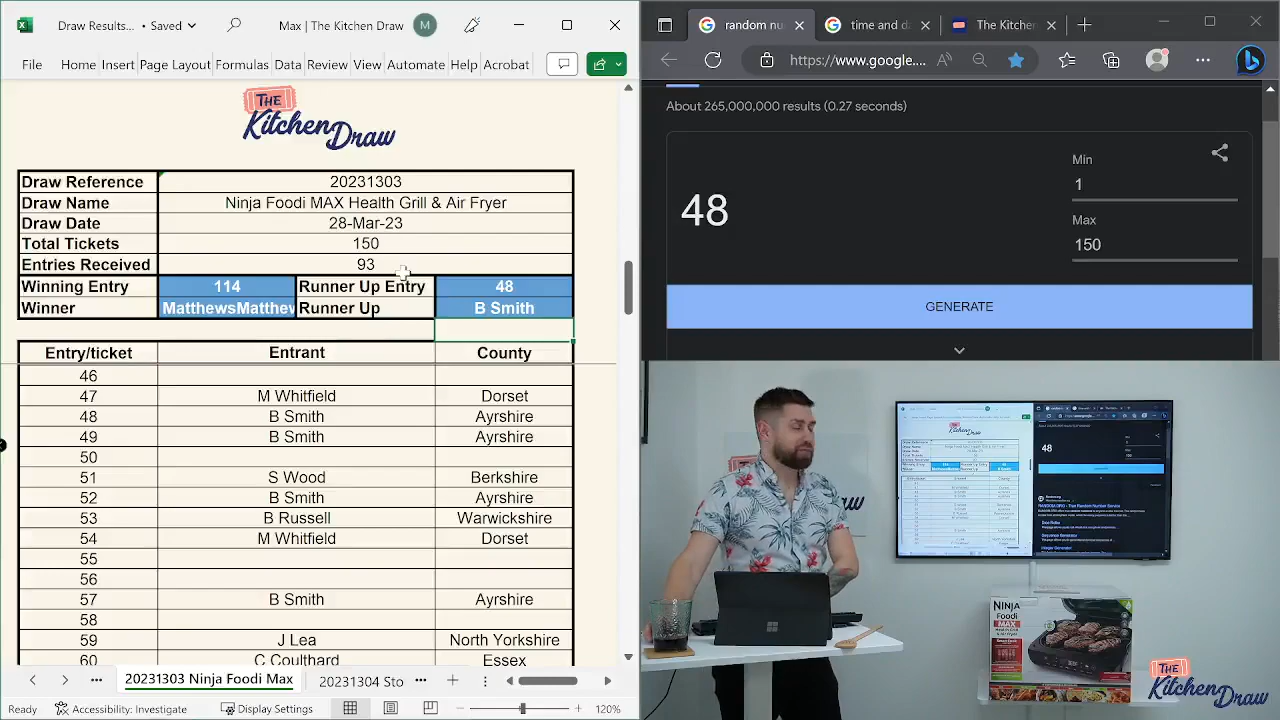 Draw Results... • Saved
Max | The Kitchen Draw
M
File Home Insert Page Layout Formulas Data Review View Automate Help Acrobat
THE
Kitchen Draw
Draw Reference 20231303
Draw Name Ninja Foodi MAX Health Grill & Air Fryer
Draw Date 28-Mar-23
Total Tickets 150
Entries Received 93
Winning Entry 114 Runner Up Entry 48
Winner MatthewsMatthew Runner Up B Smith
Entry/ticket Entrant County
46
47 M Whitfield Dorset
48 B Smith Ayrshire
49 B Smith Ayrshire
50
51 S Wood Berkshire
52 B Smith Ayrshire
53 B Russell Warwickshire
54 M Whitfield Dorset
55
56
57 B Smith Ayrshire
58
59 North Yorkshire
60 C Coulthard Essex
20231303 Ninja Foodi Max 20231304 Sto
Ready Accessibility: Investigate Display Settings 120%
random nu time and d The Kitchen
https://www.google....
About 265,000,000 results (0.27 seconds)
48
Min
1
Max
150
GENERATE
48
NINJA
Foodi
MAX
THE
Kitchen Draw